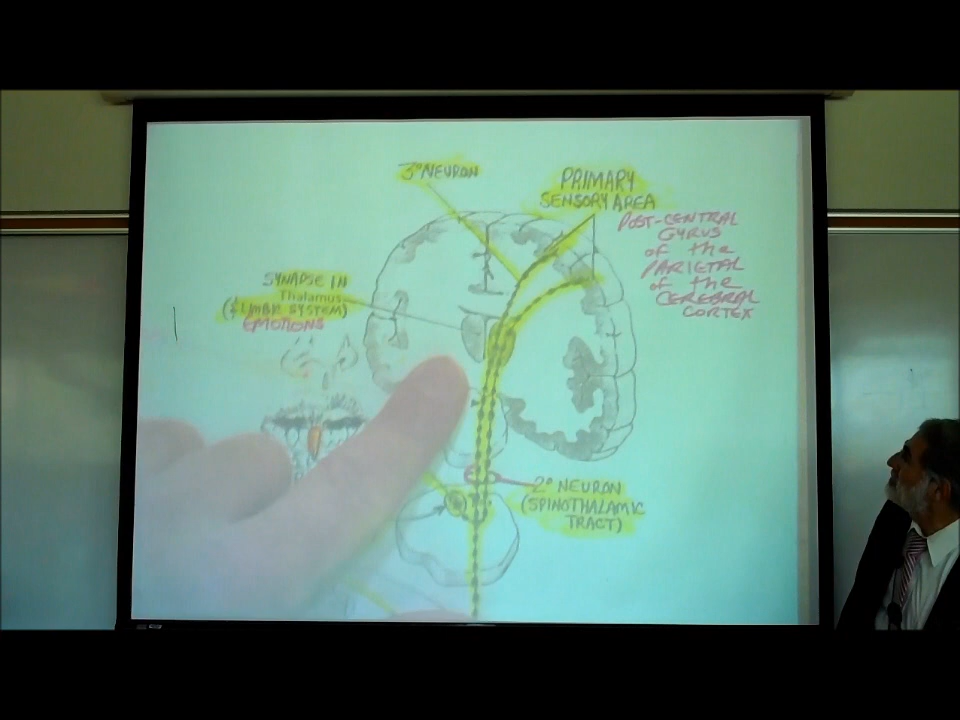 3° NEURON
PRIMARY
SENSORY AREA
POST-CENTRAL
GYRUS
of the
PARIETAL
of the
CEREBRAL
CORTEX
SYNAPSE IN
Thalamus
LIMBIC SYSTEM)
EMOTIONS
2° NEURON
(SPINOTHALAMIC
TRACT)